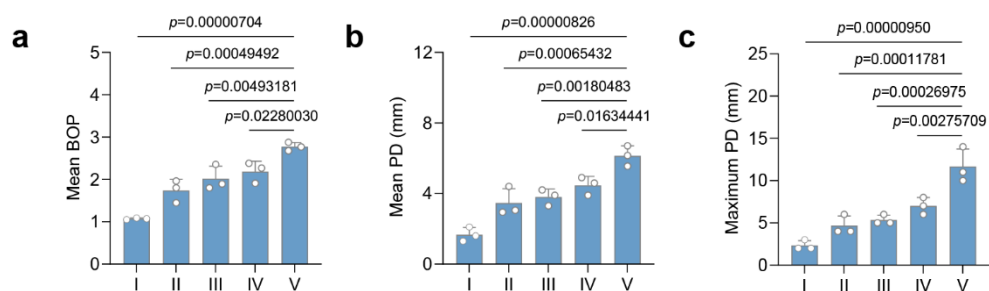 a
p=0.00000704
p=0.00049492
p=0.00493181
p=0.02280030
Mean BOP
5
4
3
2
1
0
I II III IV V
b
p=0.00000826
p=0.00065432
p=0.00180483
p=0.01634441
Mean PD (mm)
12
8
4
0
I II III IV V
c
p=0.00000950
p=0.00011781
p=0.00026975
p=0.00275709
Maximum PD (mm)
25
20
15
10
5
0
I II III IV V